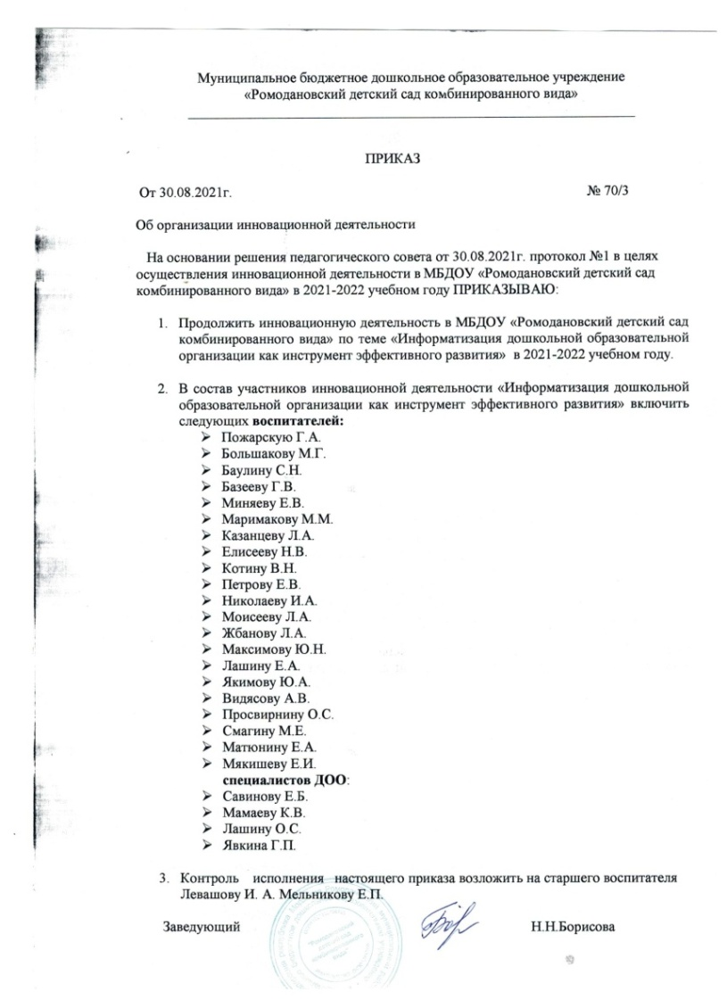 Муниципальное бюджетное дошкольное образовательное учреждение
«Ромодановский детский сад комбинированного вида»
ПРИКАЗ
От 30.08.2021г. № 70/3
Об организации инновационной деятельности
На основании решения педагогического совета от 30.08.2021г. протокол №1 в целях
осуществления инновационной деятельности в МБДОУ «Ромодановский детский сад
комбинированного вида» в 2021-2022 учебном году ПРИКАЗЫВАЮ:
1. Продолжить инновационную деятельность в МБДОУ «Ромодановский детский сад
комбинированного вида» по теме «Информатизация дошкольной образовательной
организации как инструмент эффективного развития» в 2021-2022 учебном году.
2. В состав участников инновационной деятельности «Информатизация дошкольной
образовательной организации как инструмент эффективного развития» включить
следующих воспитателей:
➢ Пожарскую Г.А.
➢ Большакову М.Г.
➢ Баулину С.Н.
➢ Базееву Г.В.
➢ Миняеву Е.В.
➢ Маримакову М.М.
➢ Казанцеву Л.А.
➢ Елисееву Н.В.
➢ Котину В.Н.
➢ Петрову Е.В.
➢ Николаеву И.А.
➢ Моисееву Л.А.
➢ Жбанову Л.А.
➢ Максимову Ю.Н.
➢ Лашину Е.А.
➢ Якимову Ю.А.
➢ Видясову А.В.
➢ Просвирнину О.С.
➢ Смагину М.Е.
➢ Матюнину Е.А.
➢ Мякишеву Е.И.
специалистов ДОО:
➢ Савинову Е.Б.
➢ Мамаеву К.В.
➢ Лашину О.С.
➢ Явкина Г.П.
3. Контроль исполнения настоящего приказа возложить на старшего воспитателя
Левашову И. А. Мельникову Е.П.
Заведующий Н.Н.Борисова